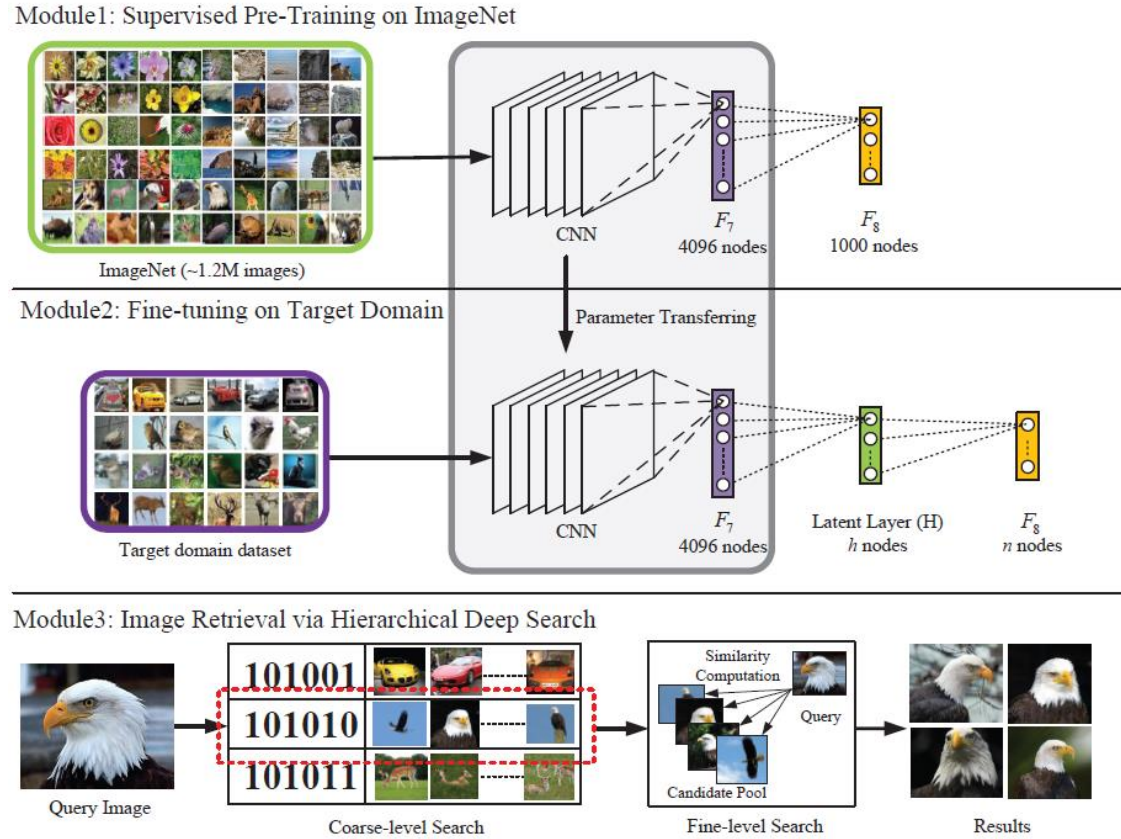 Module1: Supervised Pre-Training on ImageNet
CNN
F7
4096 nodes
F8
1000 nodes
ImageNet (~1.2M images)
Module2: Fine-tuning on Target Domain
Parameter Transferring
CNN
F7
4096 nodes
Latent Layer (H)
h nodes
F8
n nodes
Target domain dataset
Module3: Image Retrieval via Hierarchical Deep Search
Query Image
101001
101010
101011
Coarse-level Search
Similarity
Computation
Query
Candidate Pool
Fine-level Search
Results